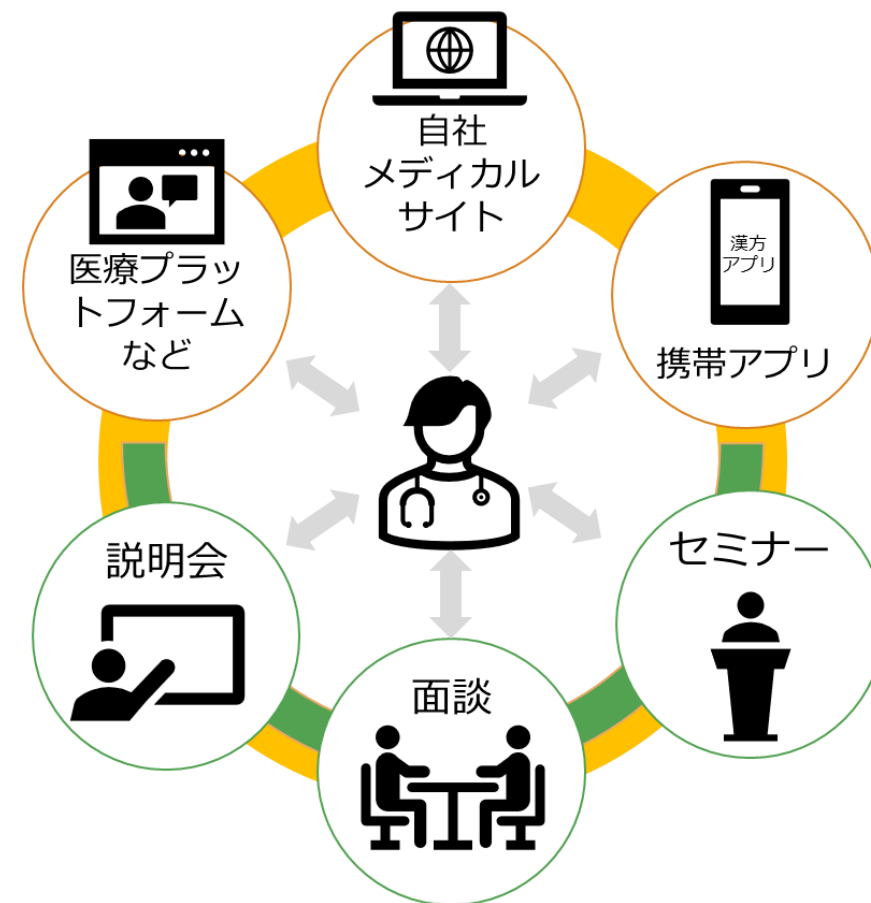 自社
メディカル
サイト
医療プラッ
トフォーム
など
漢方
アプリ
携帯アプリ
説明会
セミナー
面談